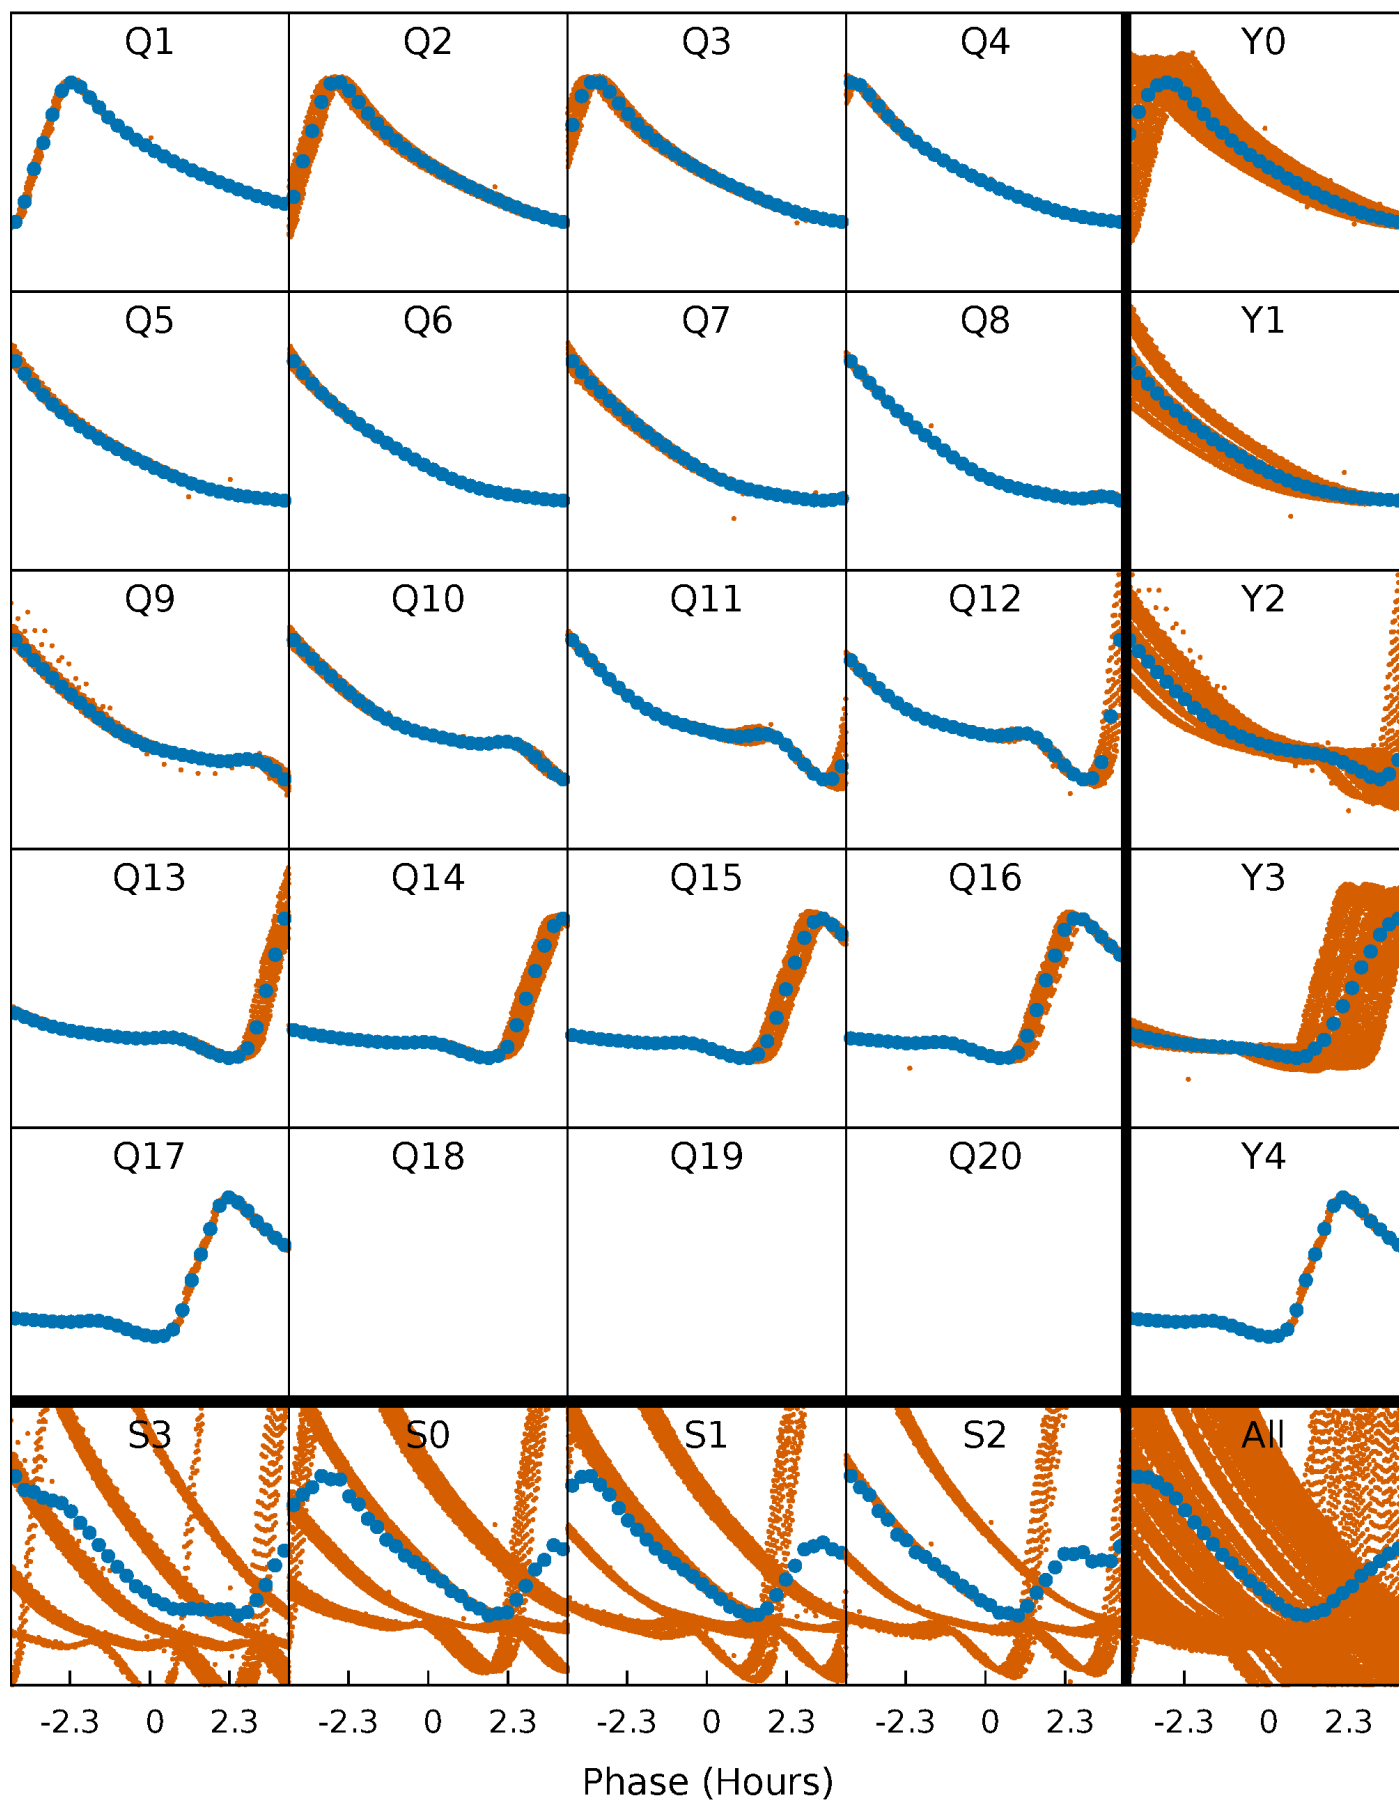 Q1 Q2 Q3 Q4 Y0
Q5 Q6 Q7 Q8 Y1
Q9 Q10 Q11 Q12 Y2
Q13 Q14 Q15 Q16 Y3
Q17 Q18 Q19 Q20 Y4
S3 S0 S1 S2 All
-2.3 0 2.3 -2.3 0 2.3 -2.3 0 2.3 -2.3 0 2.3 -2.3 0 2.3
Phase (Hours)